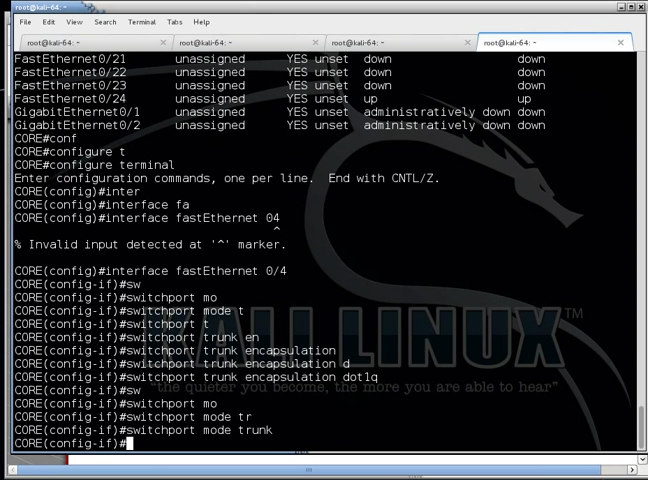 root@kali-64: ~
File Edit View Search Terminal Tabs Help
root@kali-64: ~ root@kali-64: ~ root@kali-64: ~ root@kali-64: ~
FastEthernet0/21 unassigned YES unset down down
FastEthernet0/22 unassigned YES unset down down
FastEthernet0/23 unassigned YES unset down down
FastEthernet0/24 unassigned YES unset up up
GigabitEthernet0/1 unassigned YES unset administratively down down
GigabitEthernet0/2 unassigned YES unset administratively down down
CORE#conf
CORE#configure t
CORE#configure terminal
Enter configuration commands, one per line. End with CNTL/Z.
CORE(config)#inter
CORE(config)#interface fa
CORE(config)#interface fastEthernet 04
^
% Invalid input detected at '^' marker.
CORE(config)#interface fastEthernet 0/4
CORE(config-if)#sw
CORE(config-if)#switchport mo
CORE(config-if)#switchport mode t
CORE(config-if)#switchport tr
CORE(config-if)#switchport trunk en
CORE(config-if)#switchport trunk encapsulation
CORE(config-if)#switchport trunk encapsulation d
CORE(config-if)#switchport trunk encapsulation dot1q
CORE(config-if)#sw
CORE(config-if)#switchport mo
CORE(config-if)#switchport mode tr
CORE(config-if)#switchport mode trunk
CORE(config-if)#
KALI LINUX™
"the quieter you become, the more you are able to hear"